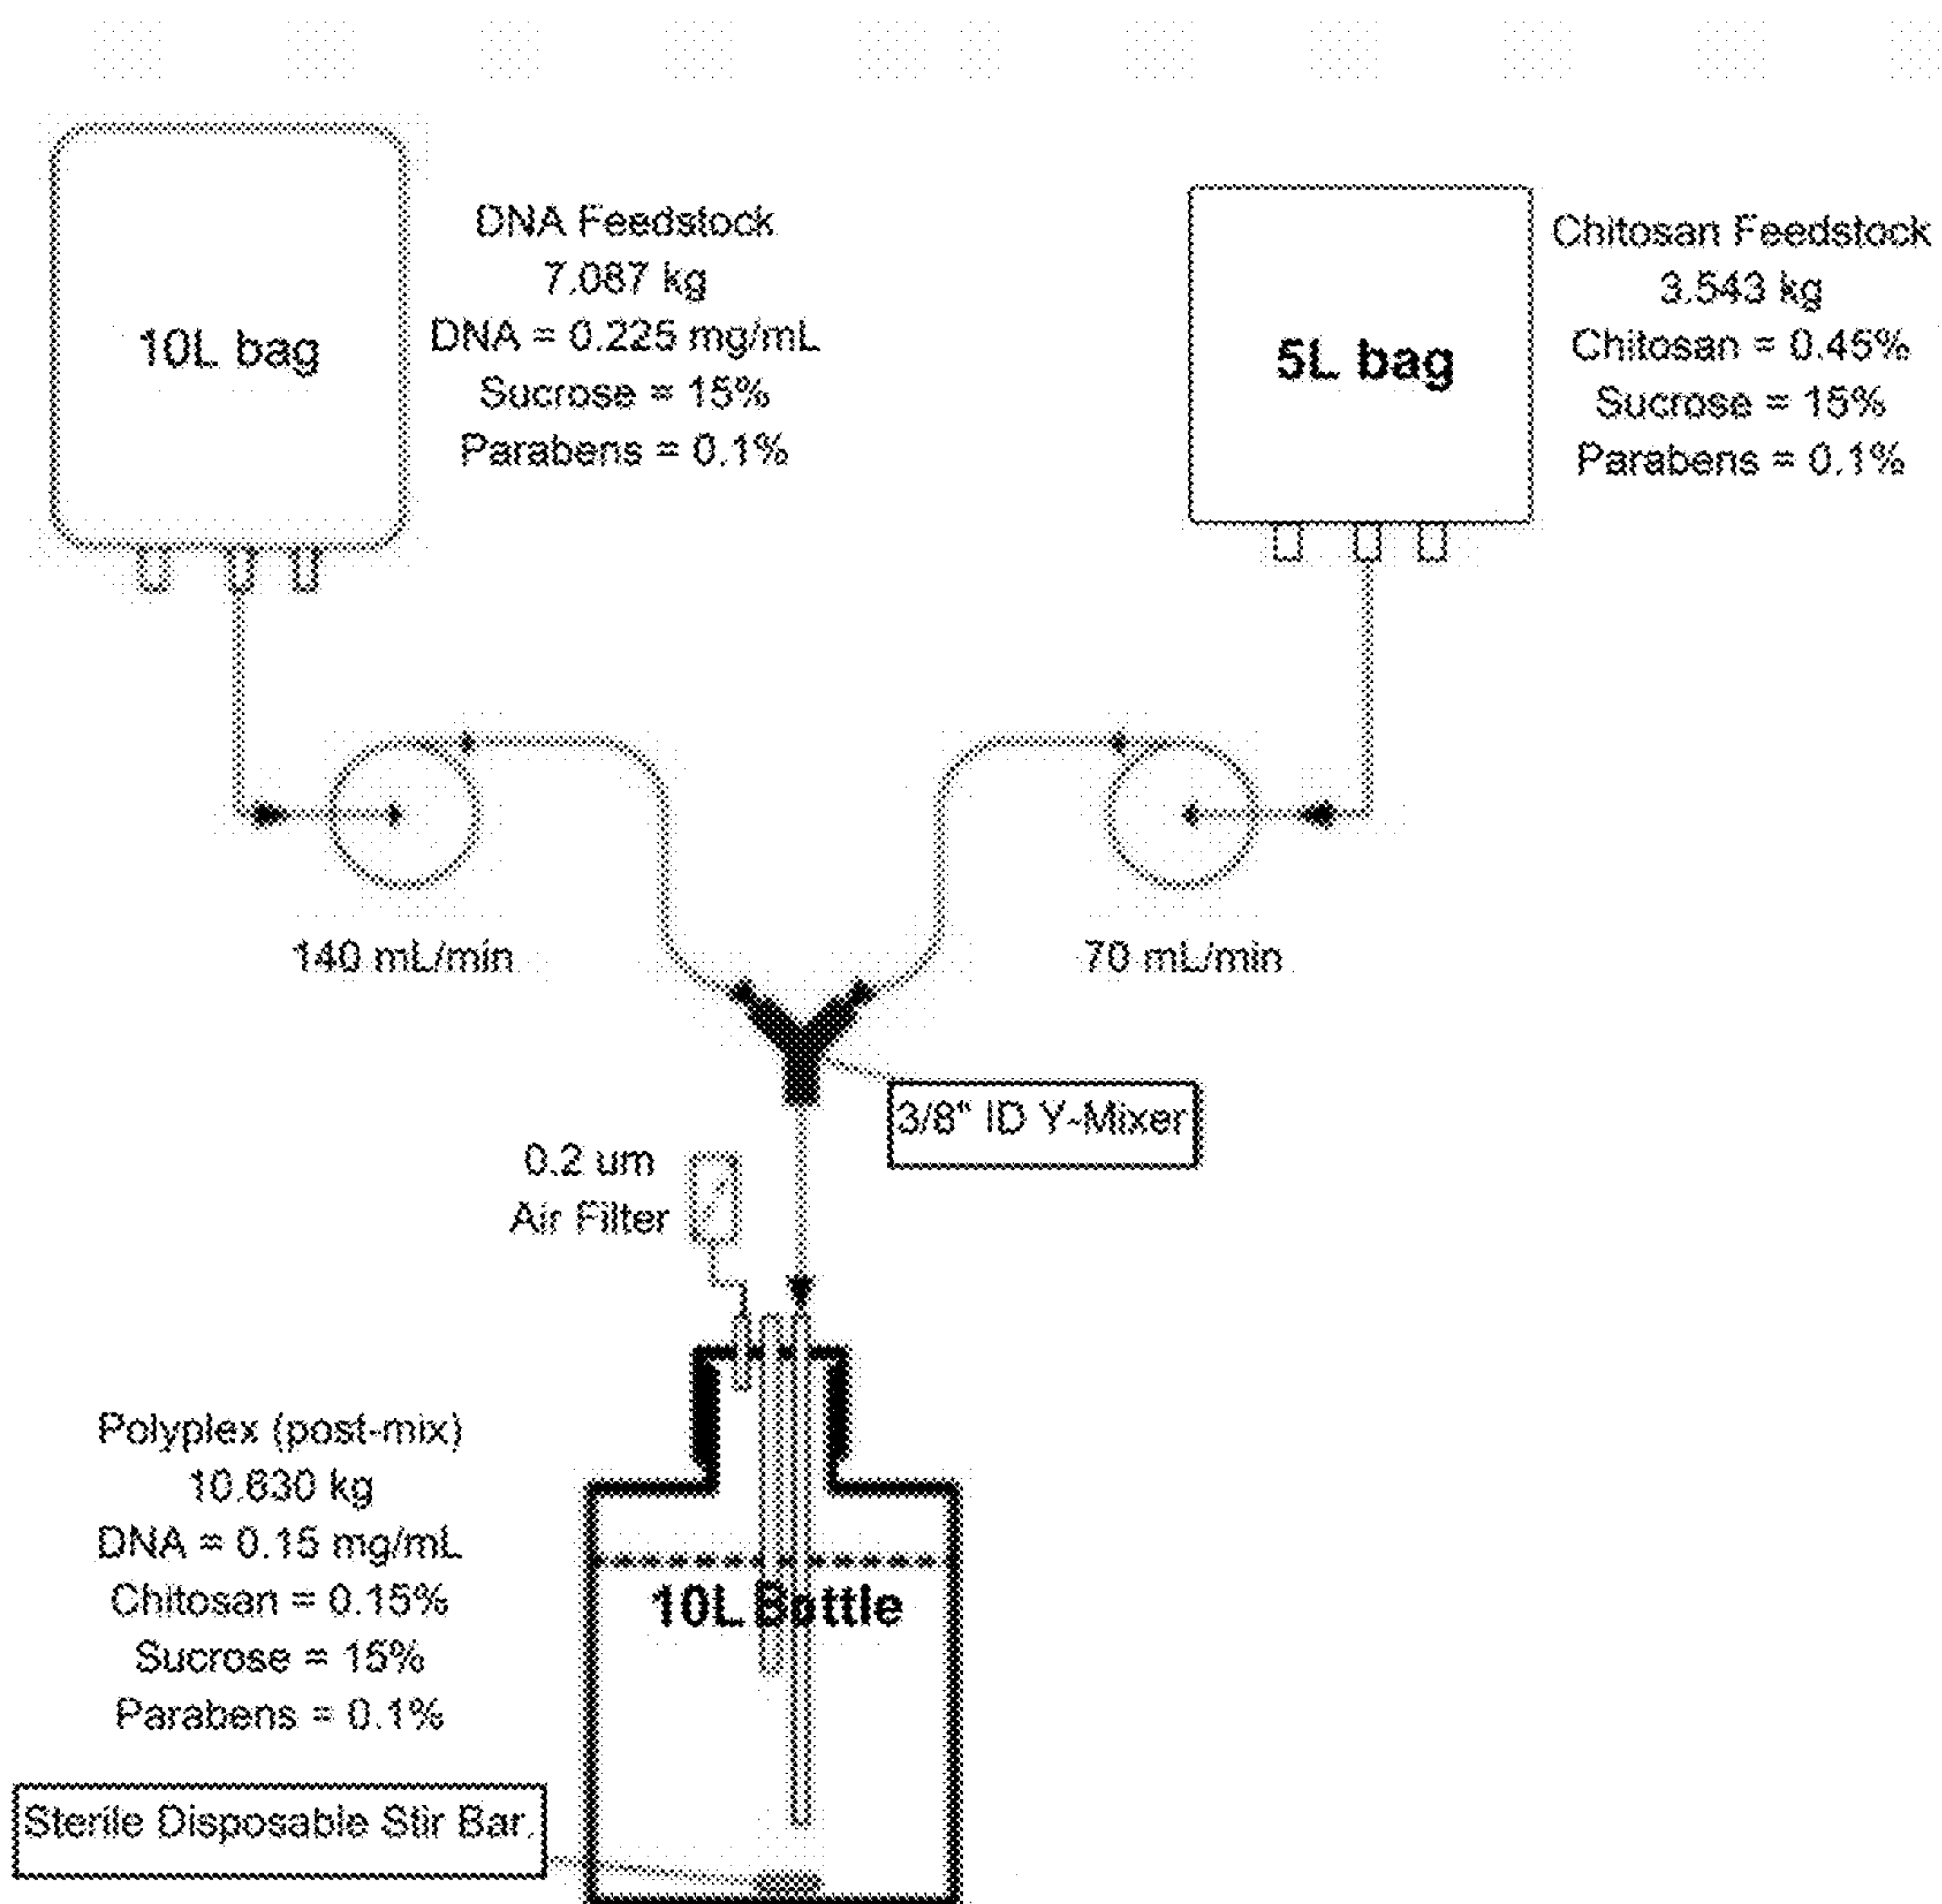 10L bag
DNA Feedstock
7.087 kg
DNA = 0.225 mg/mL
Sucrose = 15%
Parabens = 0.1%
5L bag
Chitosan Feedstock
3.543 kg
Chitosan = 0.45%
Sucrose = 15%
Parabens = 0.1%
140 mL/min
70 mL/min
3/8" ID Y-Mixer
0.2 um
Air Filter
Polyplex (post-mix)
10.630 kg
DNA = 0.15 mg/mL
Chitosan = 0.15%
Sucrose = 15%
Parabens = 0.1%
10L Bottle
Sterile Disposable Stir Bar